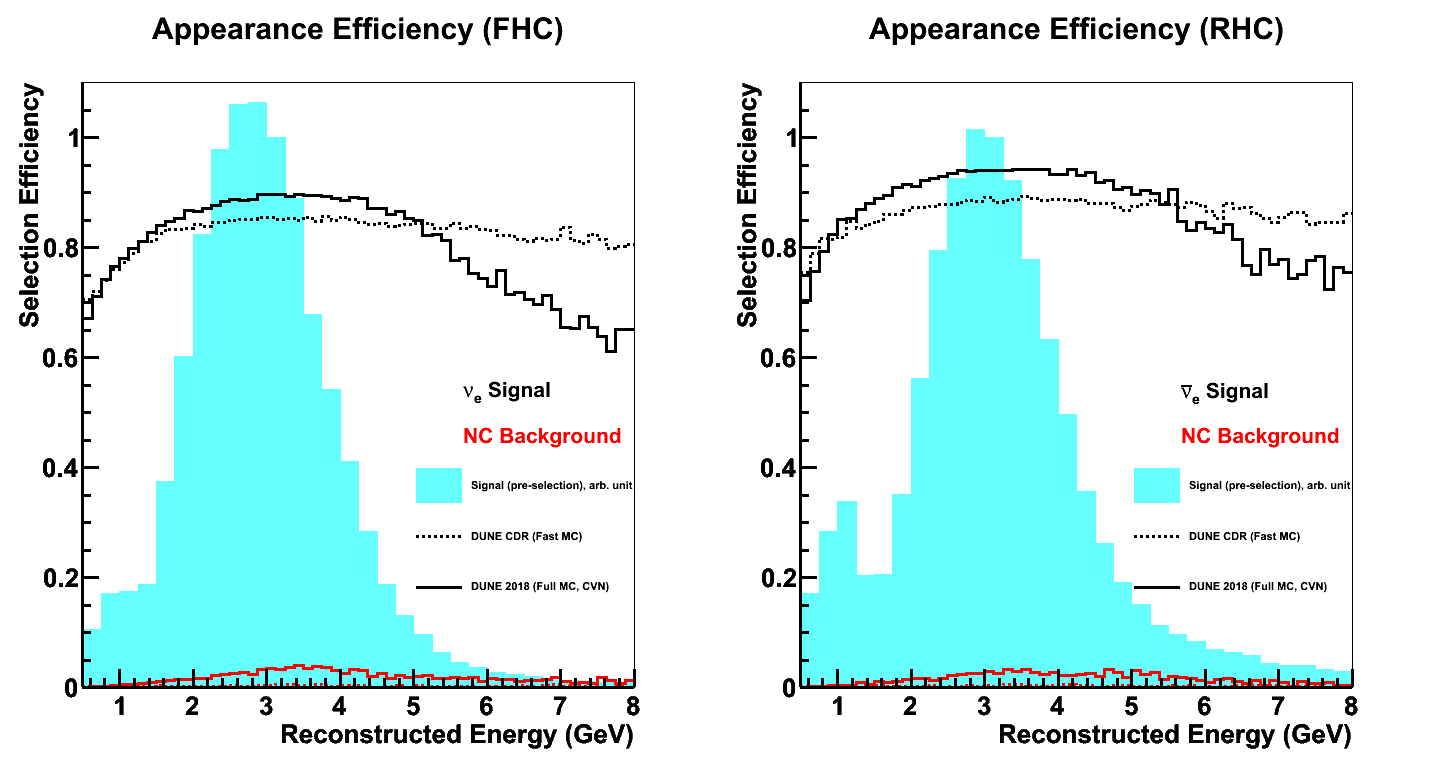 Appearance Efficiency (FHC)
Selection Efficiency
1
0.8
0.6
0.4
0.2
0
νe Signal
NC Background
Signal (pre-selection), arb. unit
DUNE CDR (Fast MC)
DUNE 2018 (Full MC, CVN)
1 2 3 4 5 6 7 8
Reconstructed Energy (GeV)
Appearance Efficiency (RHC)
Selection Efficiency
1
0.8
0.6
0.4
0.2
0
ν̅e Signal
NC Background
Signal (pre-selection), arb. unit
DUNE CDR (Fast MC)
DUNE 2018 (Full MC, CVN)
1 2 3 4 5 6 7 8
Reconstructed Energy (GeV)